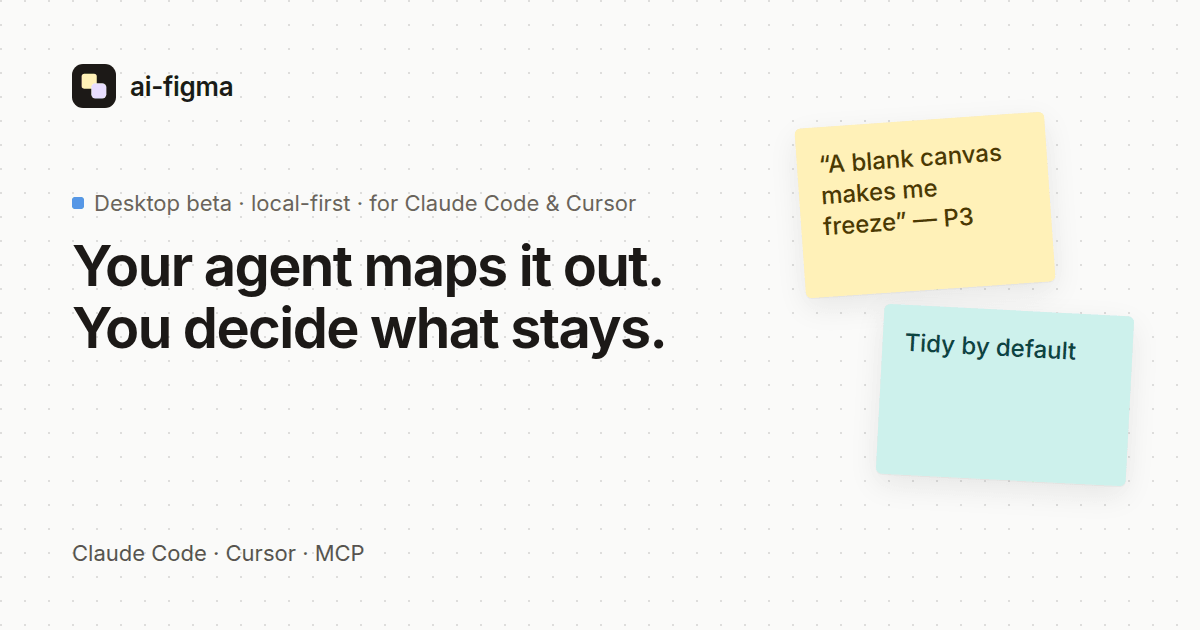 ai-figma
Desktop beta · local-first · for Claude Code & Cursor
Your agent maps it out.
You decide what stays.
“A blank canvas
makes me
freeze” — P3
Tidy by default
Claude Code · Cursor · MCP